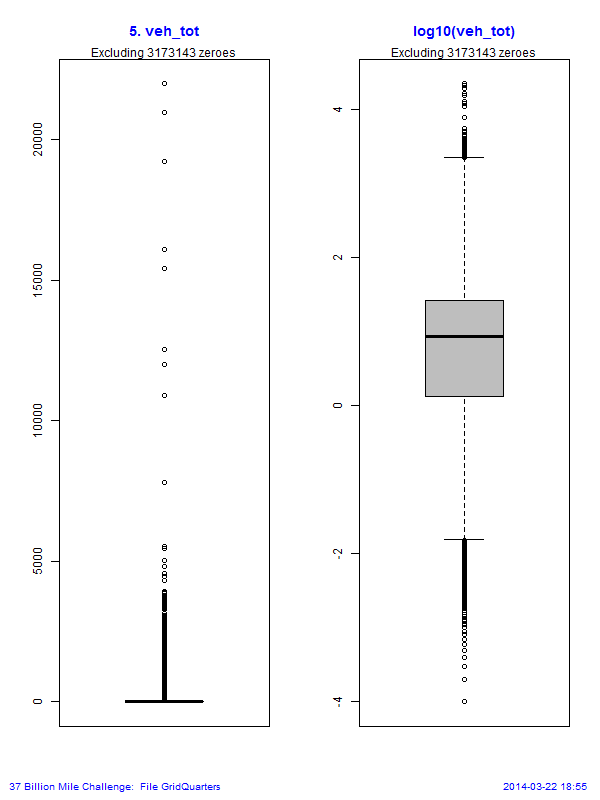 5. veh_tot
Excluding 3173143 zeroes
20000
15000
10000
5000
0
log10(veh_tot)
Excluding 3173143 zeroes
4
2
0
-2
-4
37 Billion Mile Challenge: File GridQuarters
2014-03-22 18:55